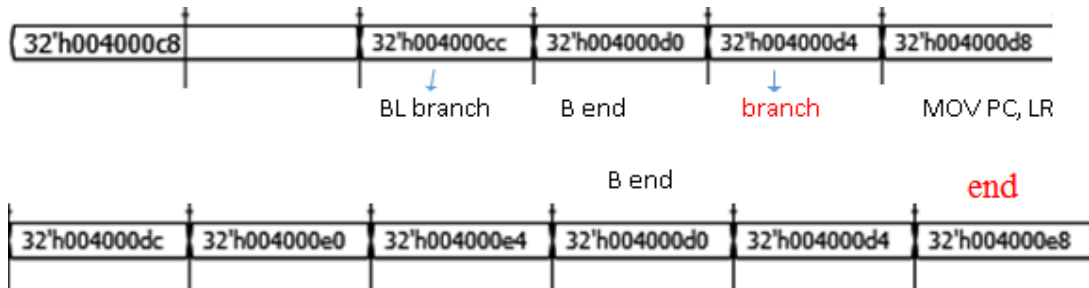 32'h004000c8 32'h004000cc 32'h004000d0 32'h004000d4 32'h004000d8
BL branch B end branch MOV PC, LR
B end end
32'h004000dc 32'h004000e0 32'h004000e4 32'h004000d0 32'h004000d4 32'h004000e8